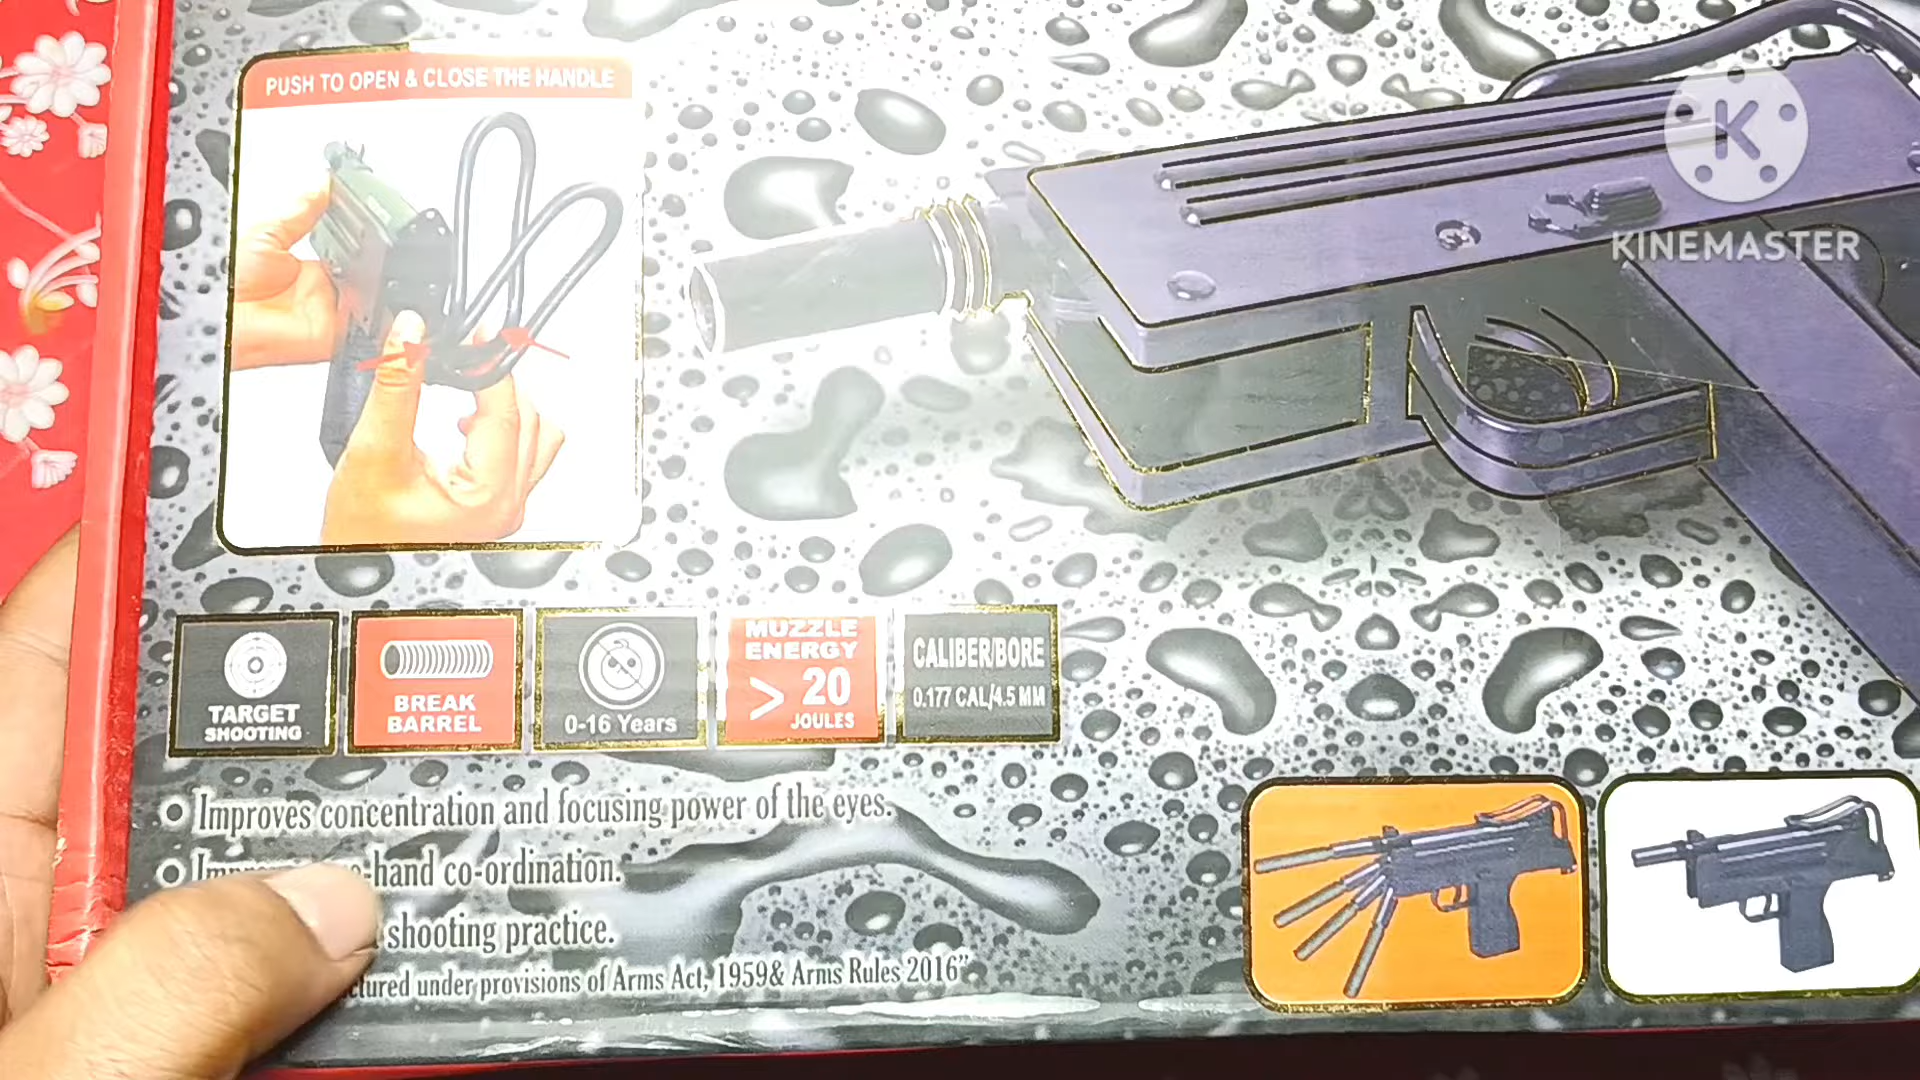 PUSH TO OPEN & CLOSE THE HANDLE
K
KINEMASTER
TARGET
SHOOTING
BREAK
BARREL
0-16 Years
MUZZLE
ENERGY
> 20
JOULES
CALIBER/BORE
0.177 CAL/4.5 MM
Improves concentration and focusing power of the eyes.
-hand co-ordination.
shooting practice.
under provisions of Arms Act, 1959& Arms Rules 2016"